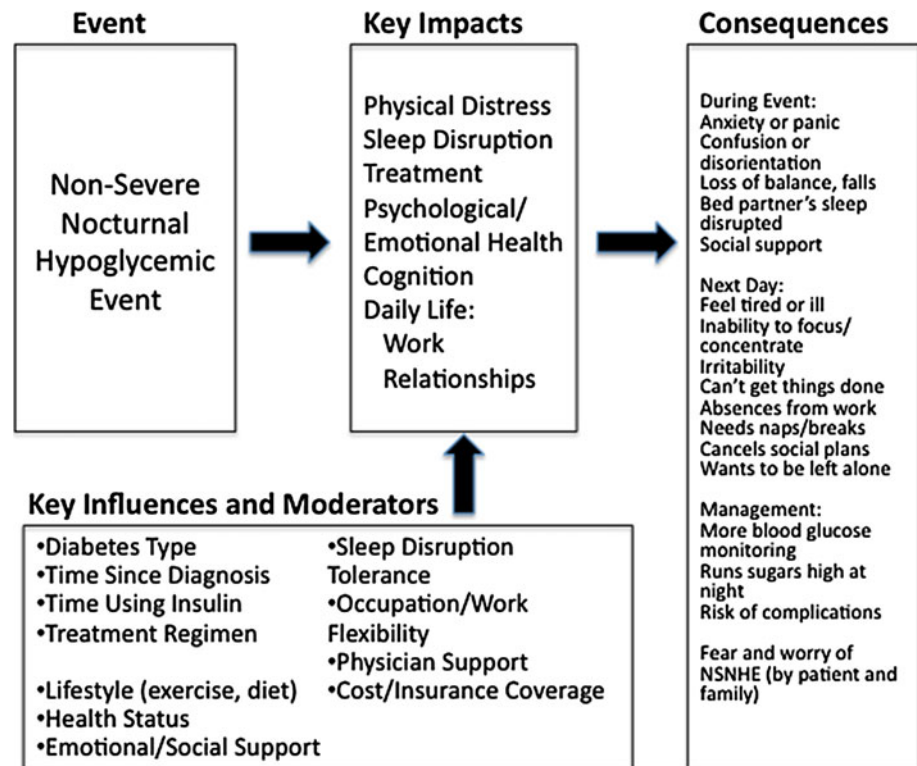 Event
Non-Severe
Nocturnal
Hypoglycemic
Event
Key Impacts
Physical Distress
Sleep Disruption
Treatment
Psychological/
Emotional Health
Cognition
Daily Life:
Work
Relationships
Consequences
During Event:
Anxiety or panic
Confusion or
disorientation
Loss of balance, falls
Bed partner's sleep
disrupted
Social support
Next Day:
Feel tired or ill
Inability to focus/
concentrate
Irritability
Can't get things done
Absences from work
Needs naps/breaks
Cancels social plans
Wants to be left alone
Management:
More blood glucose
monitoring
Runs sugars high at
night
Risk of complications
Fear and worry of
NSNHE (by patient and
family)
Key Influences and Moderators
•Diabetes Type
•Time Since Diagnosis
•Time Using Insulin
•Treatment Regimen
•Lifestyle (exercise, diet)
•Health Status
•Emotional/Social Support
•Sleep Disruption
Tolerance
•Occupation/Work
Flexibility
•Physician Support
•Cost/Insurance Coverage